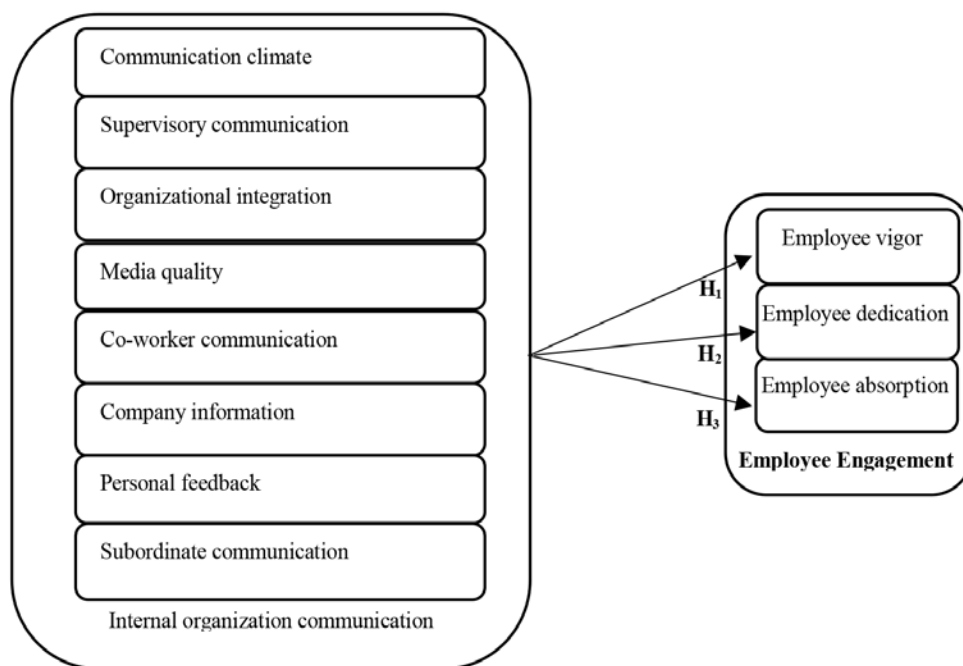 Communication climate
Supervisory communication
Organizational integration
Media quality
Co-worker communication
Company information
Personal feedback
Subordinate communication
Internal organization communication
H₁
H₂
H₃
Employee vigor
Employee dedication
Employee absorption
Employee Engagement